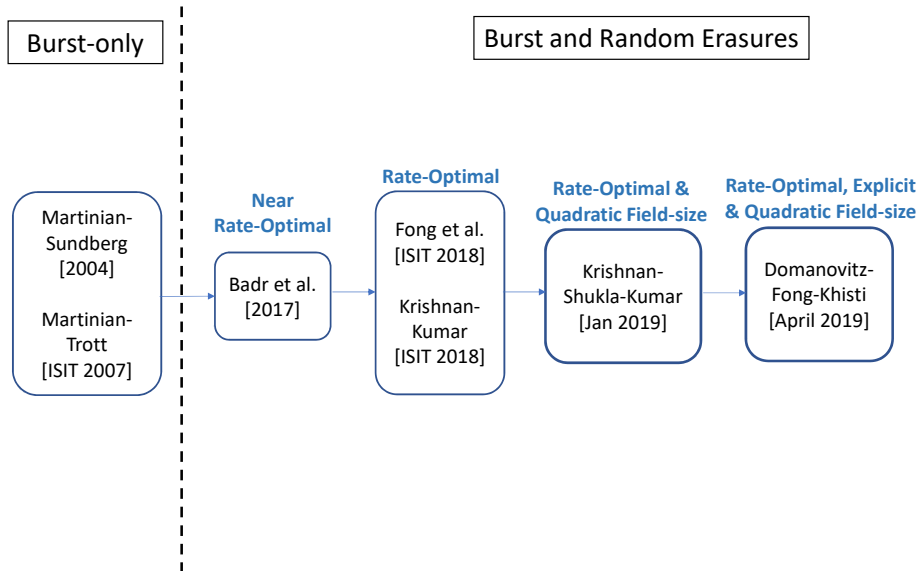 Burst-only
Burst and Random Erasures
Martinian-
Sundberg
[2004]
Martinian-
Trott
[ISIT 2007]
Near
Rate-Optimal
Badr et al.
[2017]
Rate-Optimal
Fong et al.
[ISIT 2018]
Krishnan-
Kumar
[ISIT 2018]
Rate-Optimal &
Quadratic Field-size
Krishnan-
Shukla-Kumar
[Jan 2019]
Rate-Optimal, Explicit
& Quadratic Field-size
Domanovitz-
Fong-Khisti
[April 2019]